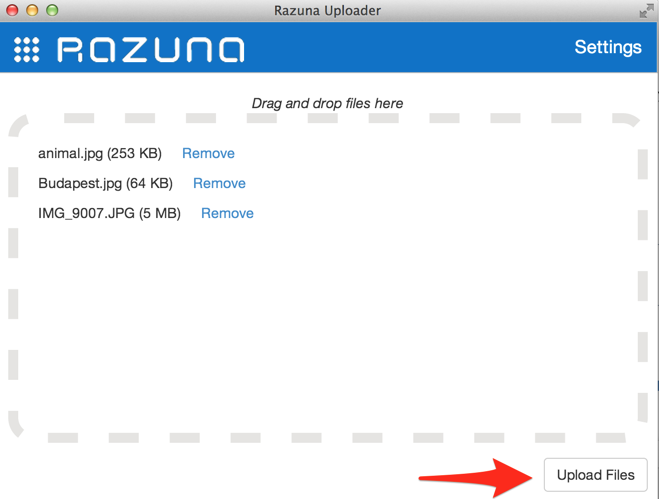 Razuna Uploader
RAZUNA
Settings
Drag and drop files here
animal.jpg (253 KB) Remove
Budapest.jpg (64 KB) Remove
IMG_9007.JPG (5 MB) Remove
Upload Files